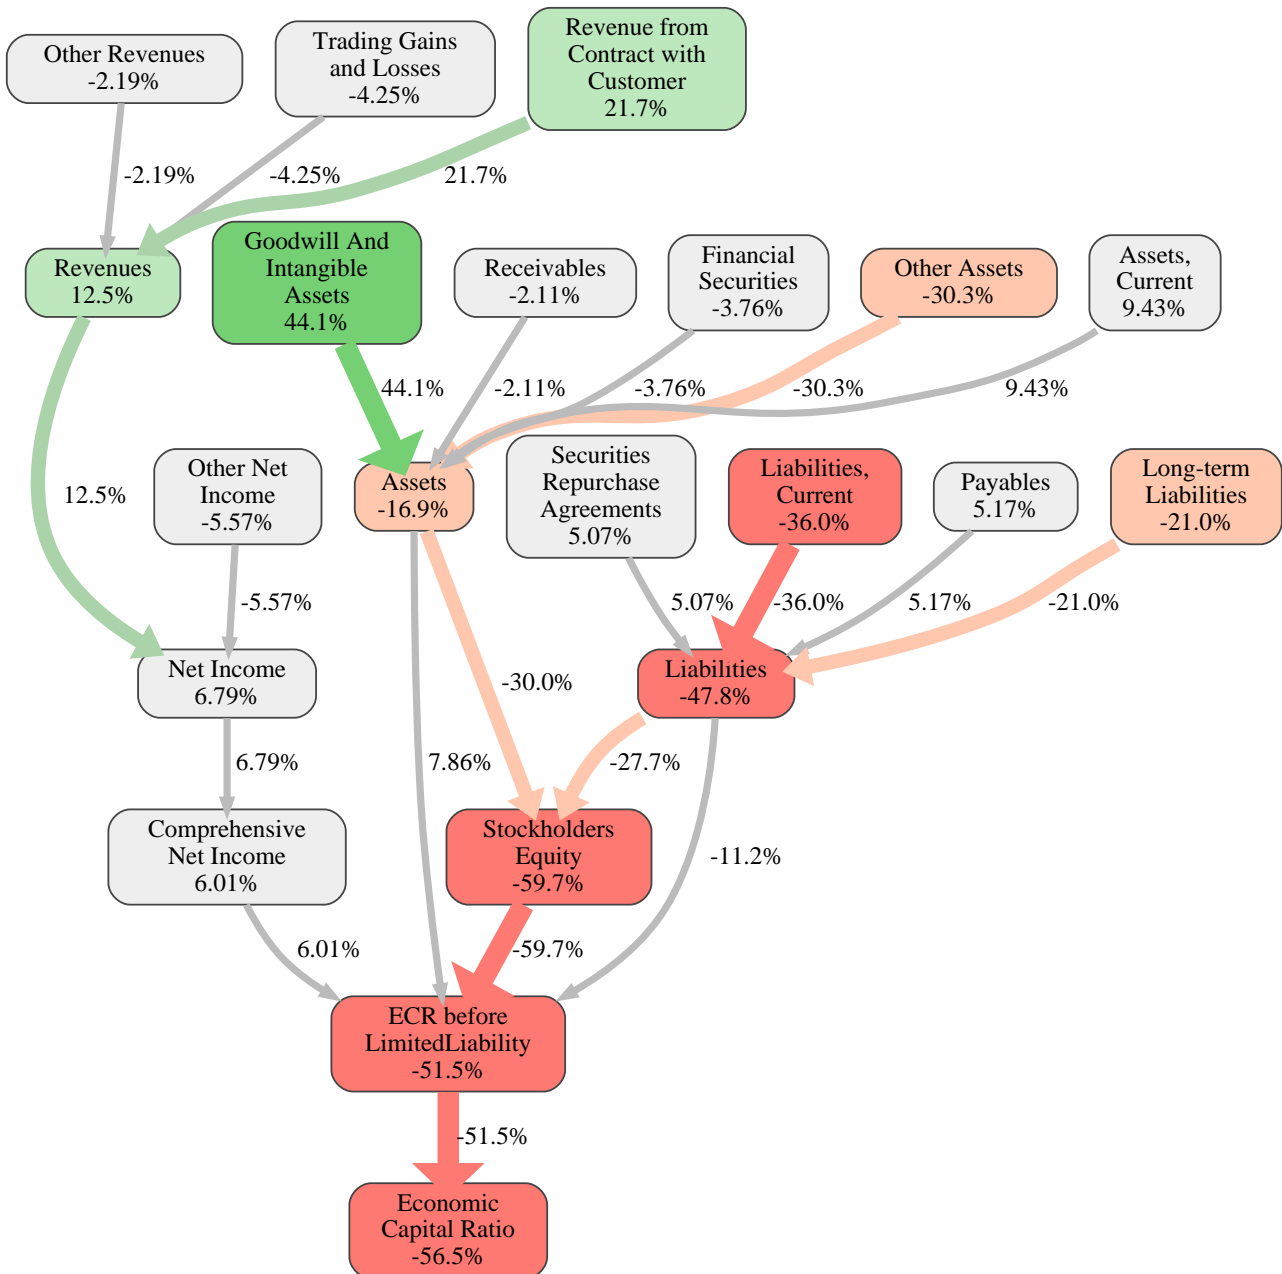 Other Revenues
-2.19%
Trading Gains
and Losses
-4.25%
Revenue from
Contract with
Customer
21.7%
-2.19%
-4.25%
21.7%
Revenues
12.5%
Goodwill And
Intangible
Assets
44.1%
Receivables
-2.11%
Financial
Securities
-3.76%
Other Assets
-30.3%
Assets,
Current
9.43%
44.1%
-2.11%
-3.76%
-30.3%
9.43%
12.5%
Other Net
Income
-5.57%
Assets
-16.9%
Securities
Repurchase
Agreements
5.07%
Liabilities,
Current
-36.0%
Payables
5.17%
Long-term
Liabilities
-21.0%
-5.57%
5.07%
-36.0%
5.17%
-21.0%
Net Income
6.79%
-30.0%
Liabilities
-47.8%
6.79%
7.86%
-27.7%
Comprehensive
Net Income
6.01%
Stockholders
Equity
-59.7%
-11.2%
6.01%
-59.7%
ECR before
LimitedLiability
-51.5%
-51.5%
Economic
Capital Ratio
-56.5%